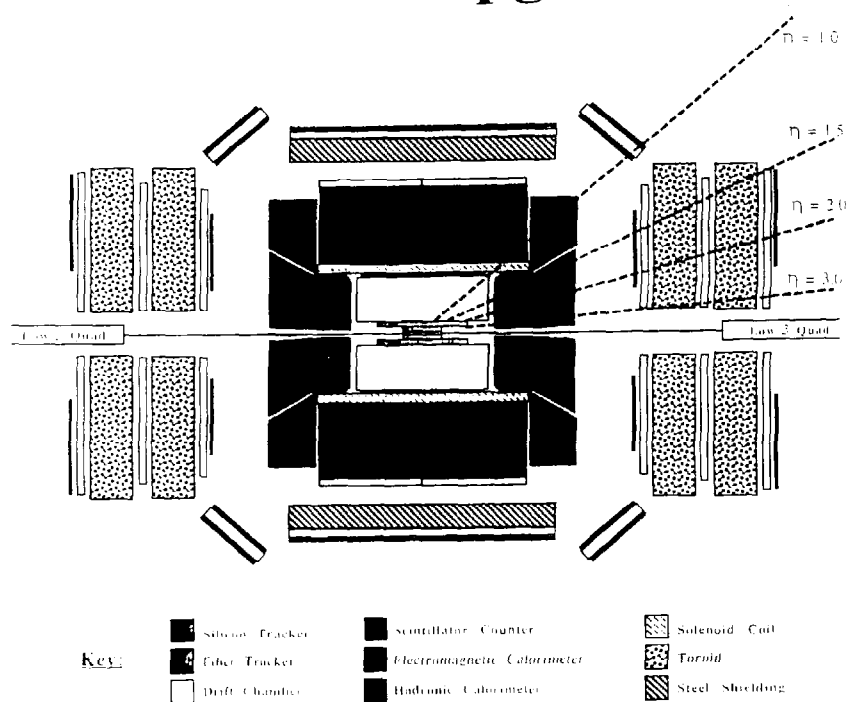 η = 1.0
η = 1.5
η = 2.0
η = 3.0
Quad
Low β Quad
Key:
Silicon Tracker
Fiber Tracker
Drift Chamber
Scintillator Counter
Electromagnetic Calorimeter
Hadronic Calorimeter
Solenoid Coil
Toroid
Steel Shielding